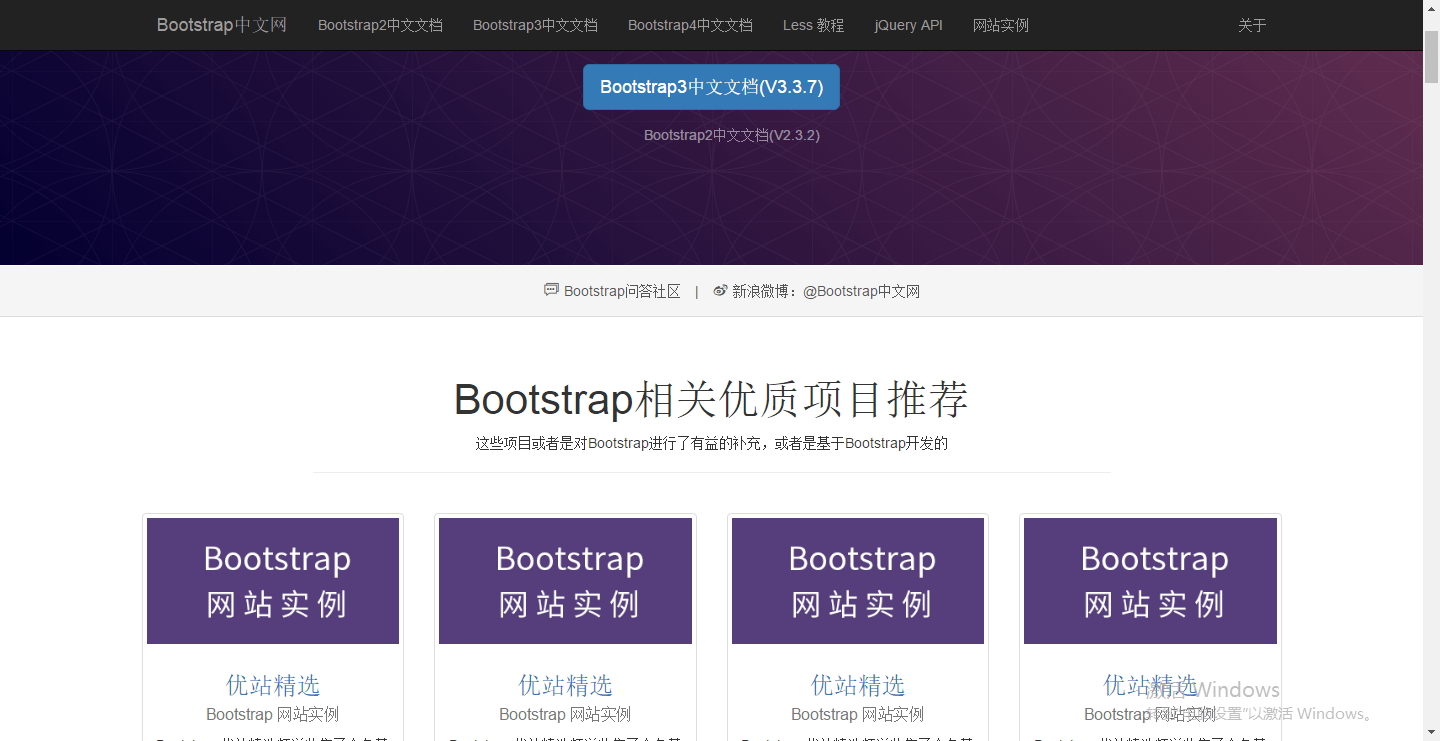 Bootstrap中文网 Bootstrap2中文文档 Bootstrap3中文文档 Bootstrap4中文文档 Less 教程 jQuery API 网站实例 关于
Bootstrap3中文文档(V3.3.7)
Bootstrap2中文文档(V2.3.2)
Bootstrap问答社区 | 新浪微博：@Bootstrap中文网
Bootstrap相关优质项目推荐
这些项目或者是对Bootstrap进行了有益的补充，或者是基于Bootstrap开发的
Bootstrap
网站实例
Bootstrap
网站实例
Bootstrap
网站实例
Bootstrap
网站实例
优站精选
Bootstrap 网站实例
优站精选
Bootstrap 网站实例
优站精选
Bootstrap 网站实例
优站精选
Bootstrap 网站实例
激活 Windows
设置"以激活 Windows。